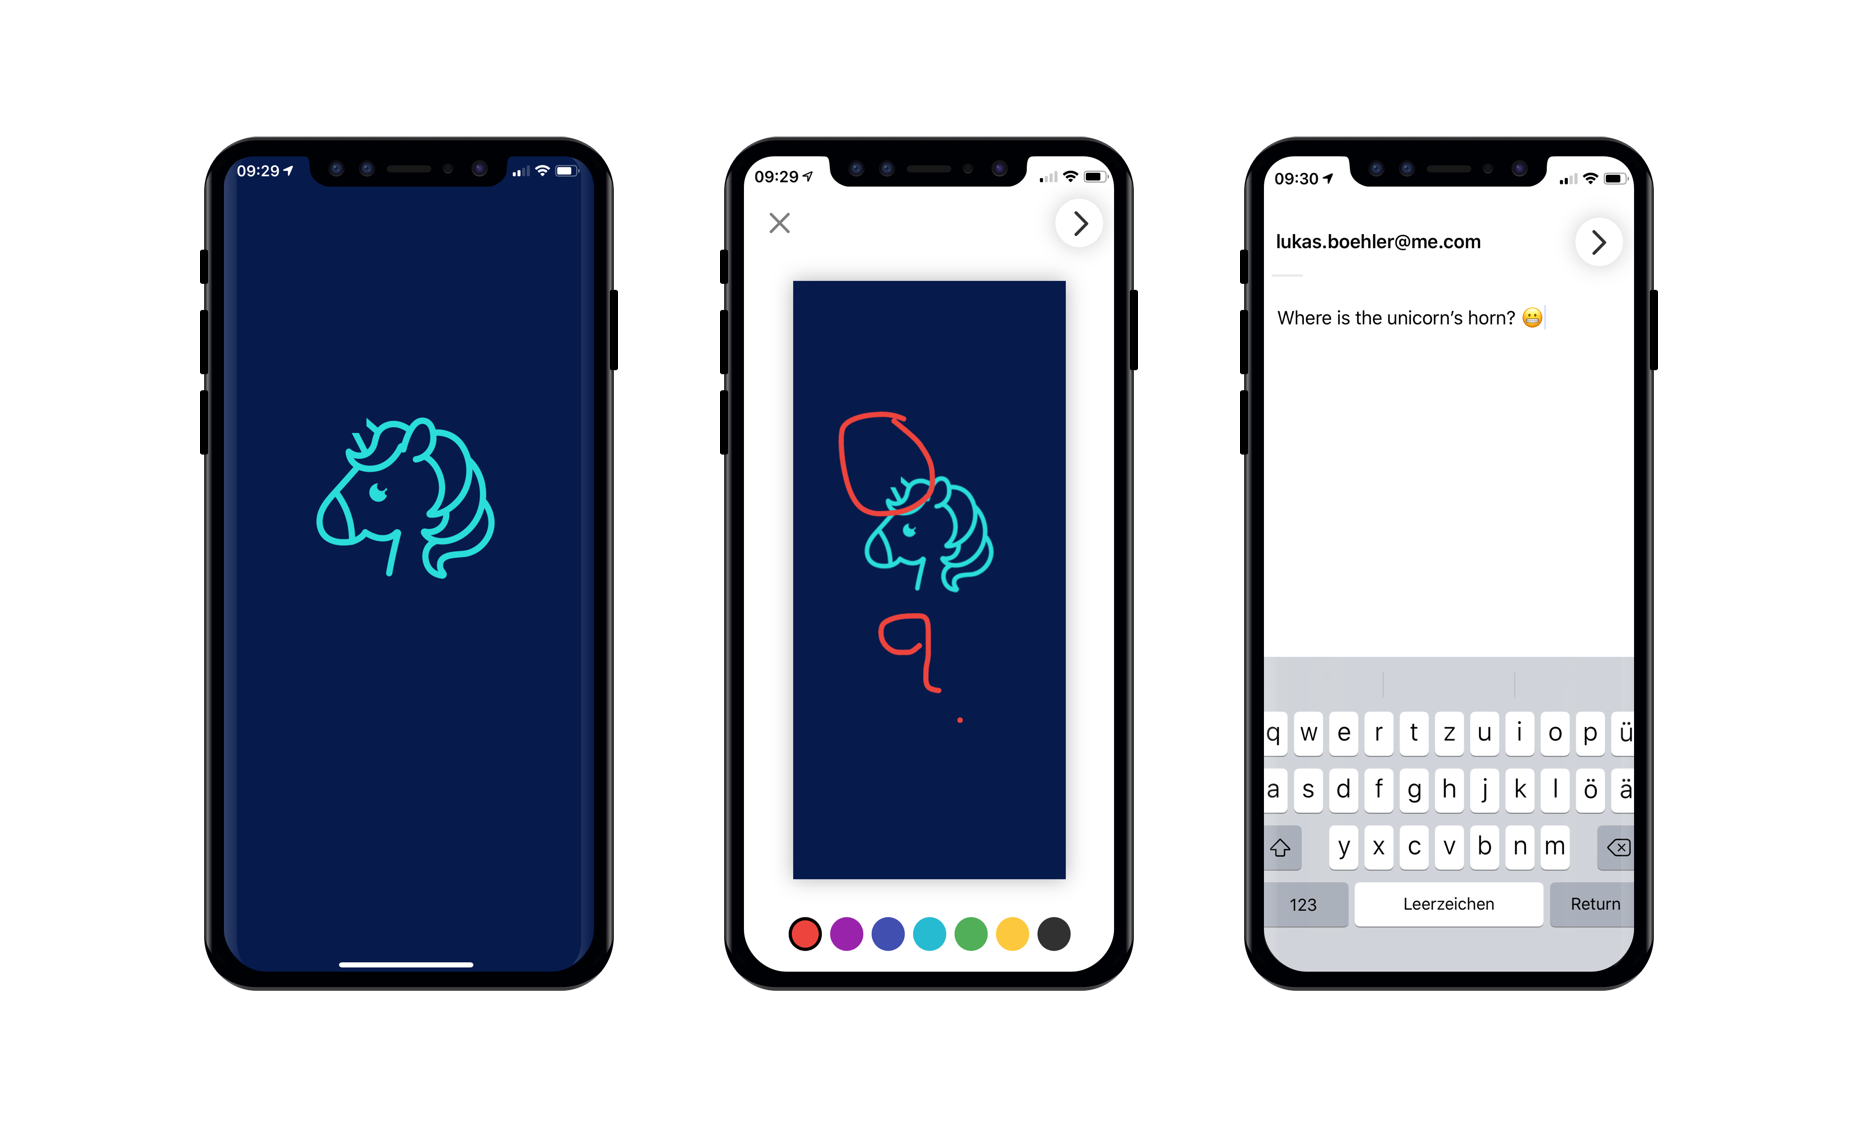 09:29
09:29
09:30
lukas.boehler@me.com
Where is the unicorn’s horn? 😬
q w e r t z u i o p ü
a s d f g h j k l ö ä
y x c v b n m
123 Leerzeichen Return